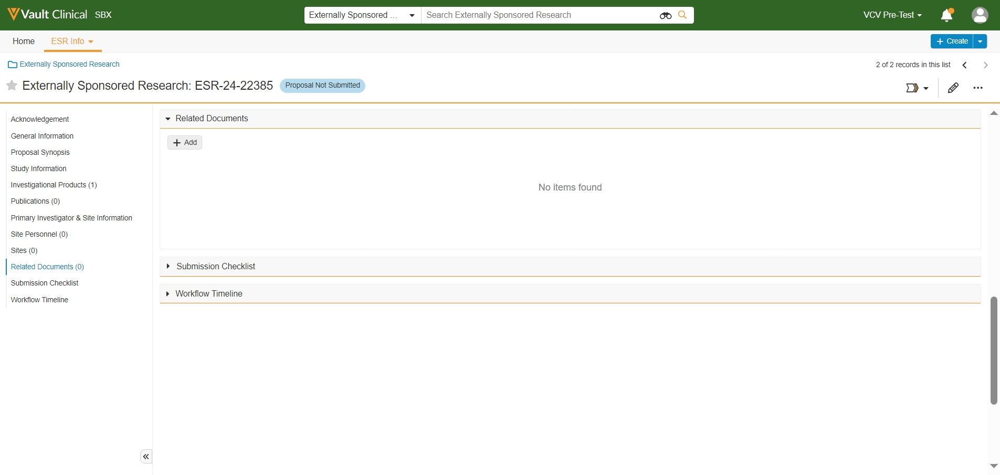 Vault Clinical SBX
Externally Sponsored ...
Search Externally Sponsored Research
VCV Pre-Test
Home
ESR Info
+ Create
Externally Sponsored Research
2 of 2 records in this list
Externally Sponsored Research: ESR-24-22385
Proposal Not Submitted
Acknowledgement
General Information
Proposal Synopsis
Study Information
Investigational Products (1)
Publications (0)
Primary Investigator & Site Information
Site Personnel (0)
Sites (0)
Related Documents (0)
Submission Checklist
Workflow Timeline
Related Documents
+ Add
No items found
Submission Checklist
Workflow Timeline